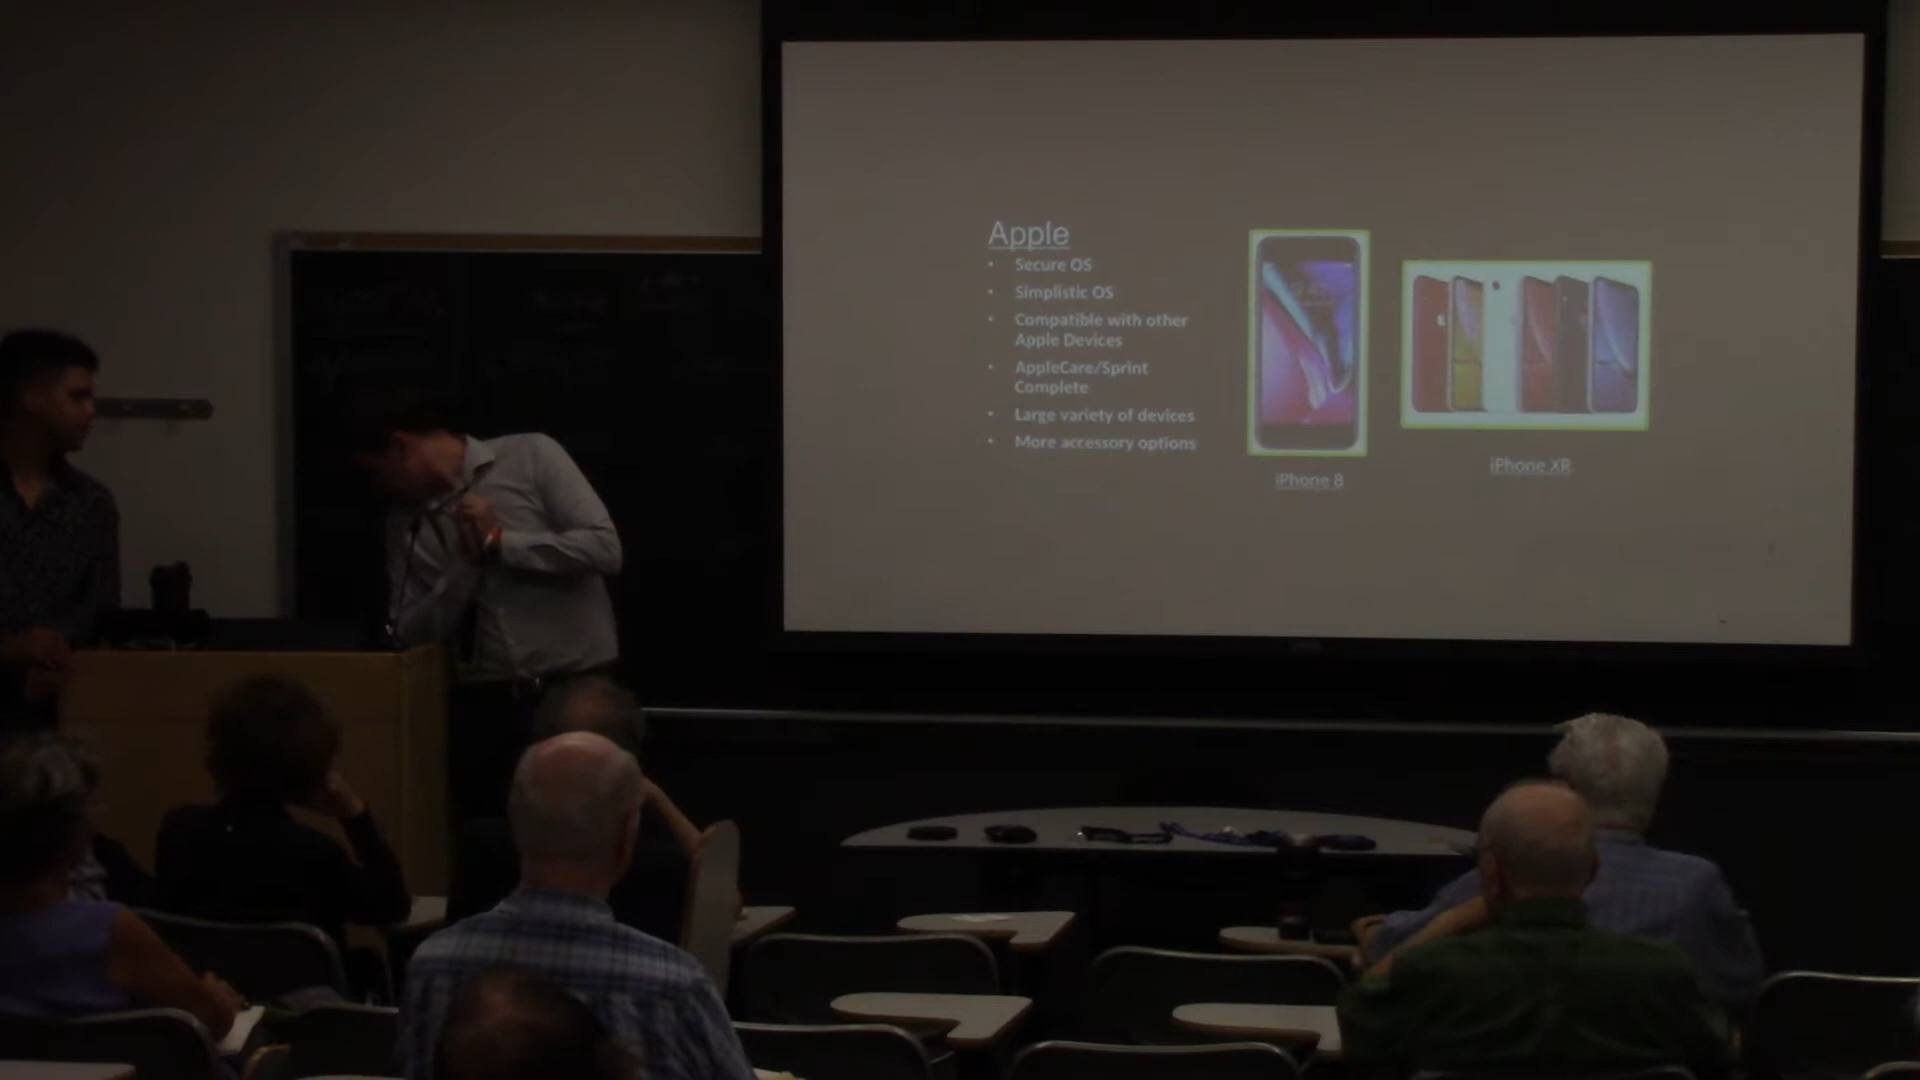 Apple
• Secure OS
• Simplistic OS
• Compatible with other
Apple Devices
• AppleCare/Sprint
Complete
• Large variety of devices
• More accessory options
iPhone 8
iPhone XR